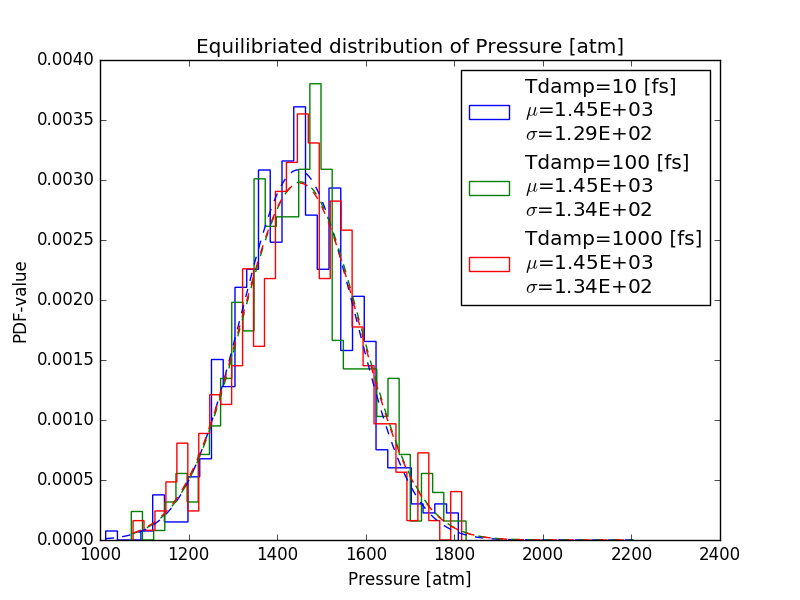 Equilibriated distribution of Pressure [atm]
PDF-value
0.0040
0.0035
0.0030
0.0025
0.0020
0.0015
0.0010
0.0005
0.0000
Tdamp=10 [fs]
μ=1.45E+03
σ=1.29E+02
Tdamp=100 [fs]
μ=1.45E+03
σ=1.34E+02
Tdamp=1000 [fs]
μ=1.45E+03
σ=1.34E+02
1000 1200 1400 1600 1800 2000 2200 2400
Pressure [atm]